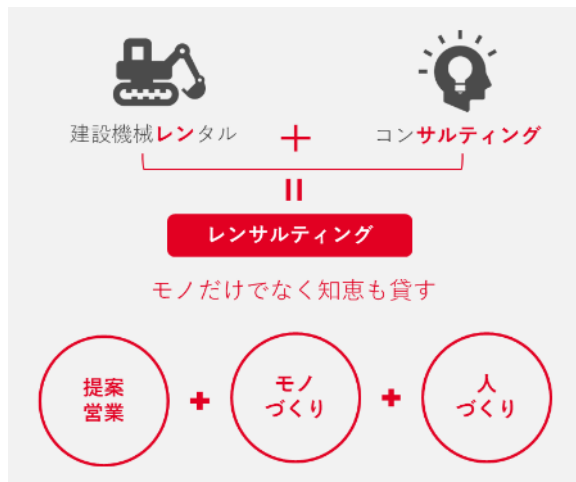 建設機械レンタル + コンサルティング
レンサルティング
モノだけでなく知恵も貸す
提案
営業
+
モノ
づくり
+
人
づくり